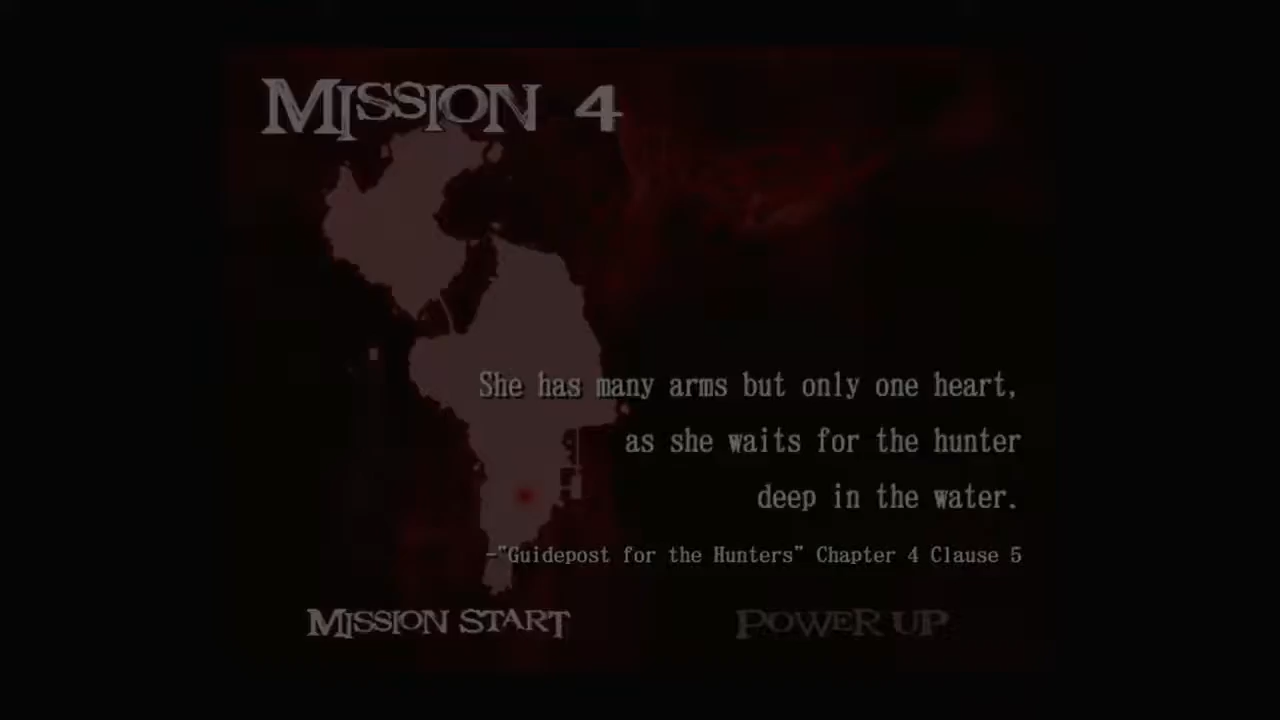 MISSION 4
She has many arms but only one heart,
as she waits for the hunter
deep in the water.
-"Guidepost for the Hunters" Chapter 4 Clause 5
MISSION START
POWER UP